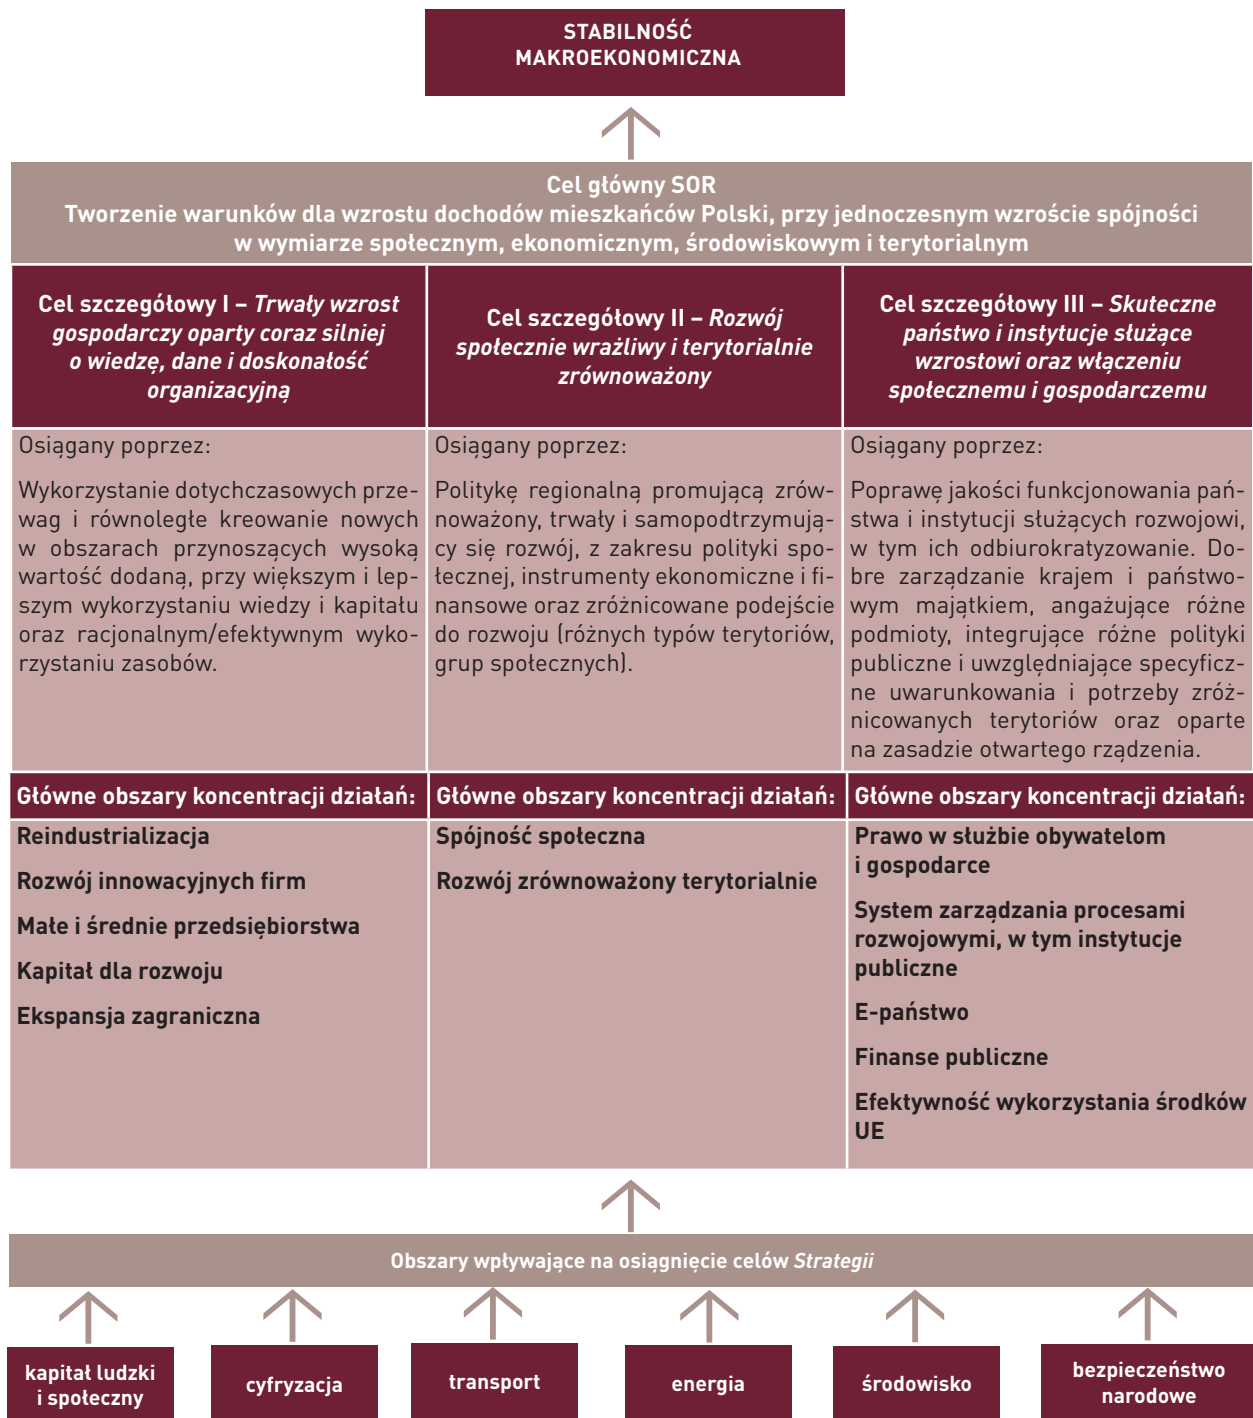 STABILNOŚĆ
MAKROEKONOMICZNA
Cel główny SOR
Tworzenie warunków dla wzrostu dochodów mieszkańców Polski, przy jednoczesnym wzroście spójności
w wymiarze społecznym, ekonomicznym, środowiskowym i terytorialnym
Cel szczegółowy I – Trwały wzrost
gospodarczy oparty coraz silniej
o wiedzę, dane i doskonałość
organizacyjną
Cel szczegółowy II – Rozwój
społecznie wrażliwy i terytorialnie
zrównoważony
Cel szczegółowy III – Skuteczne
państwo i instytucje służące
wzrostowi oraz włączeniu
społecznemu i gospodarczemu
Osiągany poprzez:
Wykorzystanie dotychczasowych prze-
wag i równoległe kreowanie nowych
w obszarach przynoszących wysoką
wartość dodaną, przy większym i lep-
szym wykorzystaniu wiedzy i kapitału
oraz racjonalnym/efektywnym wyko-
rzystaniu zasobów.
Osiągany poprzez:
Politykę regionalną promującą zrów-
noważony, trwały i samopodtrzymują-
cy się rozwój, z zakresu polityki spo-
łecznej, instrumenty ekonomiczne i fi-
nansowe oraz zróżnicowane podejście
do rozwoju (różnych typów terytoriów,
grup społecznych).
Osiągany poprzez:
Poprawę jakości funkcjonowania pań-
stwa i instytucji służących rozwojowi,
w tym ich odbiurokratyzowanie. Do-
bre zarządzanie krajem i państwo-
wym majątkiem, angażujące różne
podmioty, integrujące różne polityki
publiczne i uwzględniające specyficz-
ne uwarunkowania i potrzeby zróż-
nicowanych terytoriów oraz oparte
na zasadzie otwartego rządzenia.
Główne obszary koncentracji działań:
Reindustrializacja
Rozwój innowacyjnych firm
Małe i średnie przedsiębiorstwa
Kapitał dla rozwoju
Ekspansja zagraniczna
Główne obszary koncentracji działań:
Spójność społeczna
Rozwój zrównoważony terytorialnie
Główne obszary koncentracji działań:
Prawo w służbie obywatelom
i gospodarce
System zarządzania procesami
rozwojowymi, w tym instytucje
publiczne
E-państwo
Finanse publiczne
Efektywność wykorzystania środków
UE
Obszary wpływające na osiągnięcie celów Strategii
kapitał ludzki
i społeczny
cyfryzacja
transport
energia
środowisko
bezpieczeństwo
narodowe